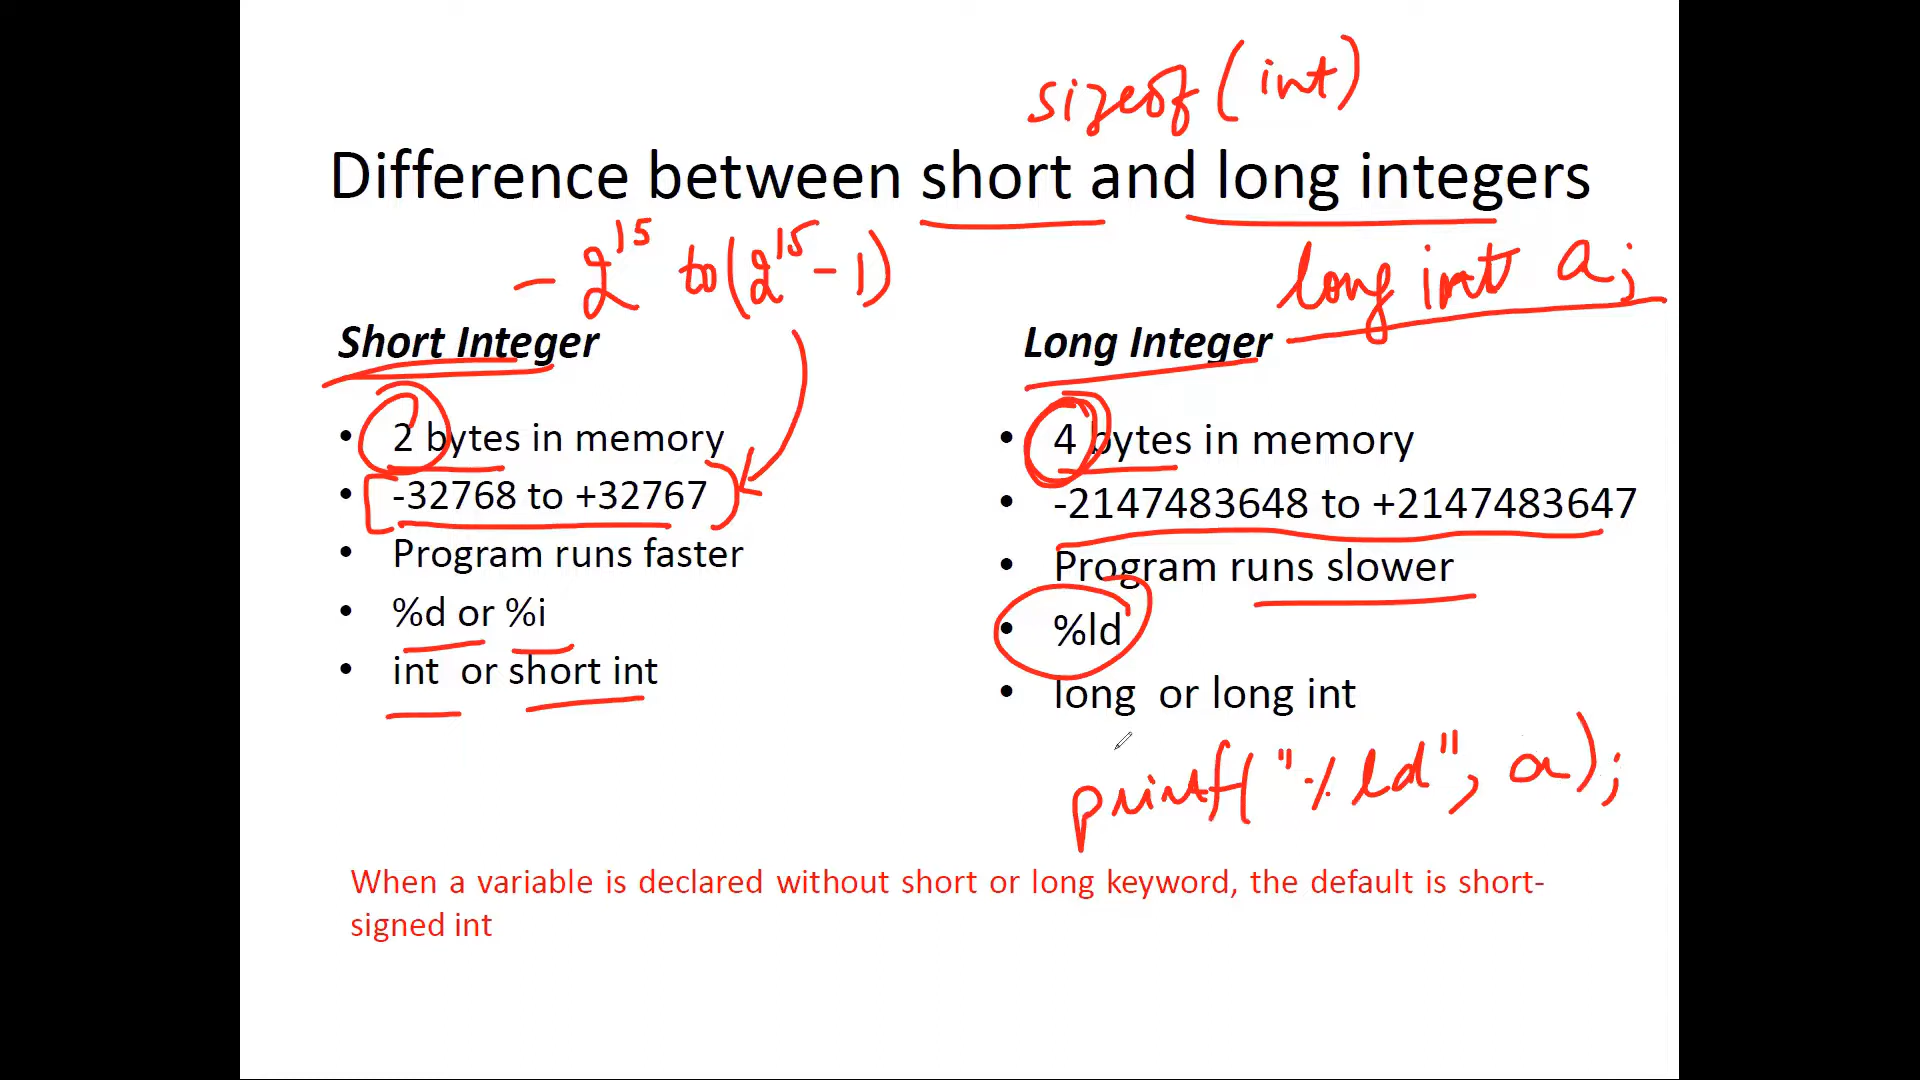 sizeof(int)
Difference between short and long integers
- 2^15 to (2^15 - 1)
long int a;
Short Integer
• 2 bytes in memory
• -32768 to +32767
• Program runs faster
• %d or %i
• int or short int
Long Integer
• 4 bytes in memory
• -2147483648 to +2147483647
• Program runs slower
• %ld
• long or long int
printf("%ld", a);
When a variable is declared without short or long keyword, the default is short-
signed int